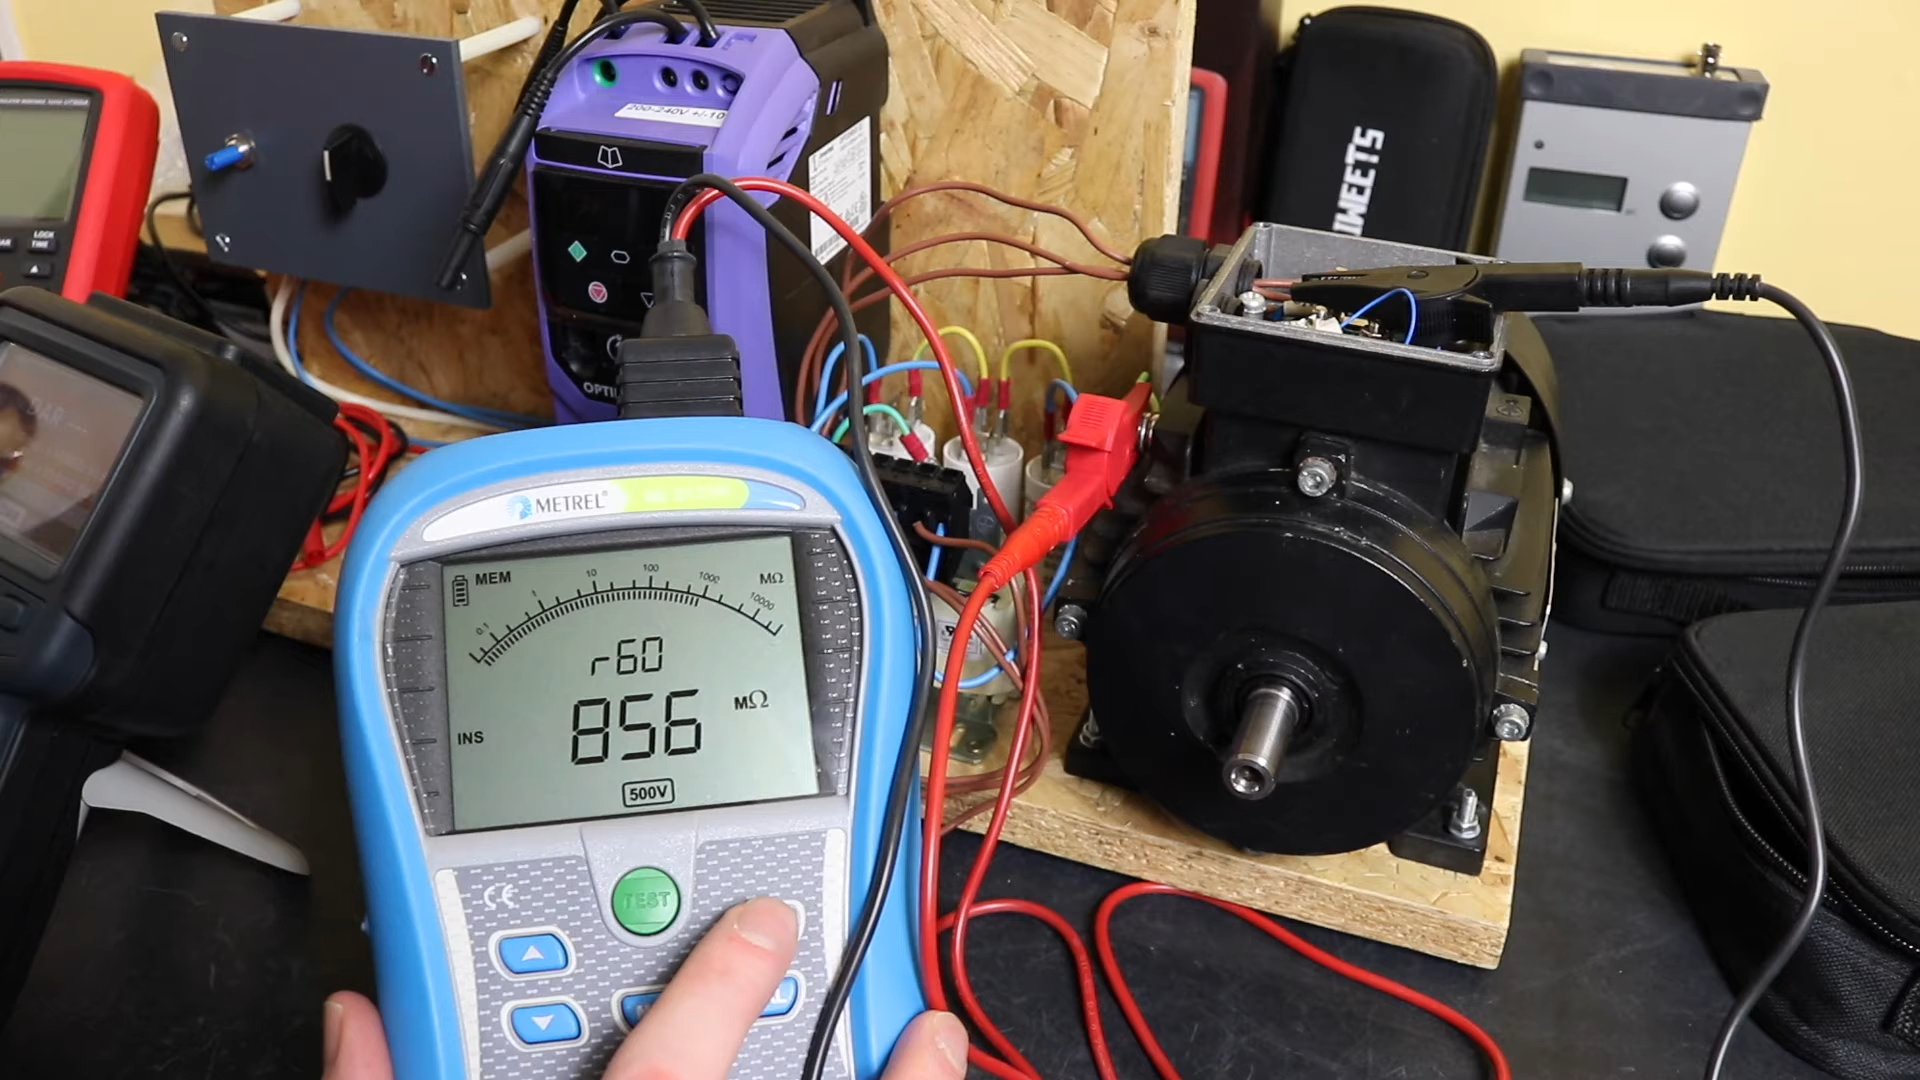 LOCK
TIME
200-240V +/-10
OPTI
METREL®
MEM
0.1
1
10
100
1000
10000
MΩ
r60
856
MΩ
INS
500V
CE
TEST